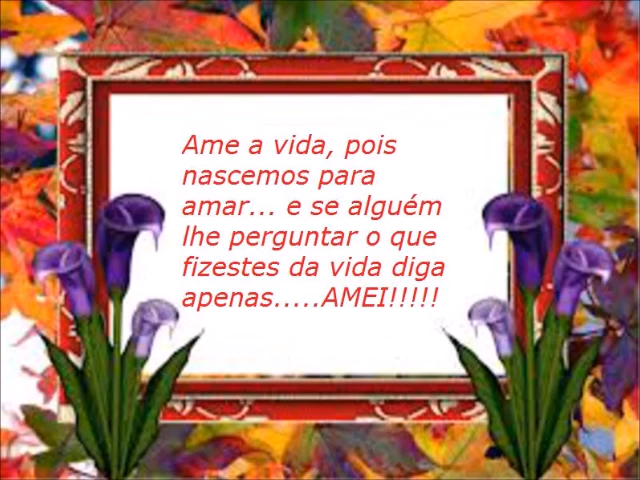 Ame a vida, pois
nascemos para
amar... e se alguém
lhe perguntar o que
fizestes da vida diga
apenas.....AMEI!!!!!